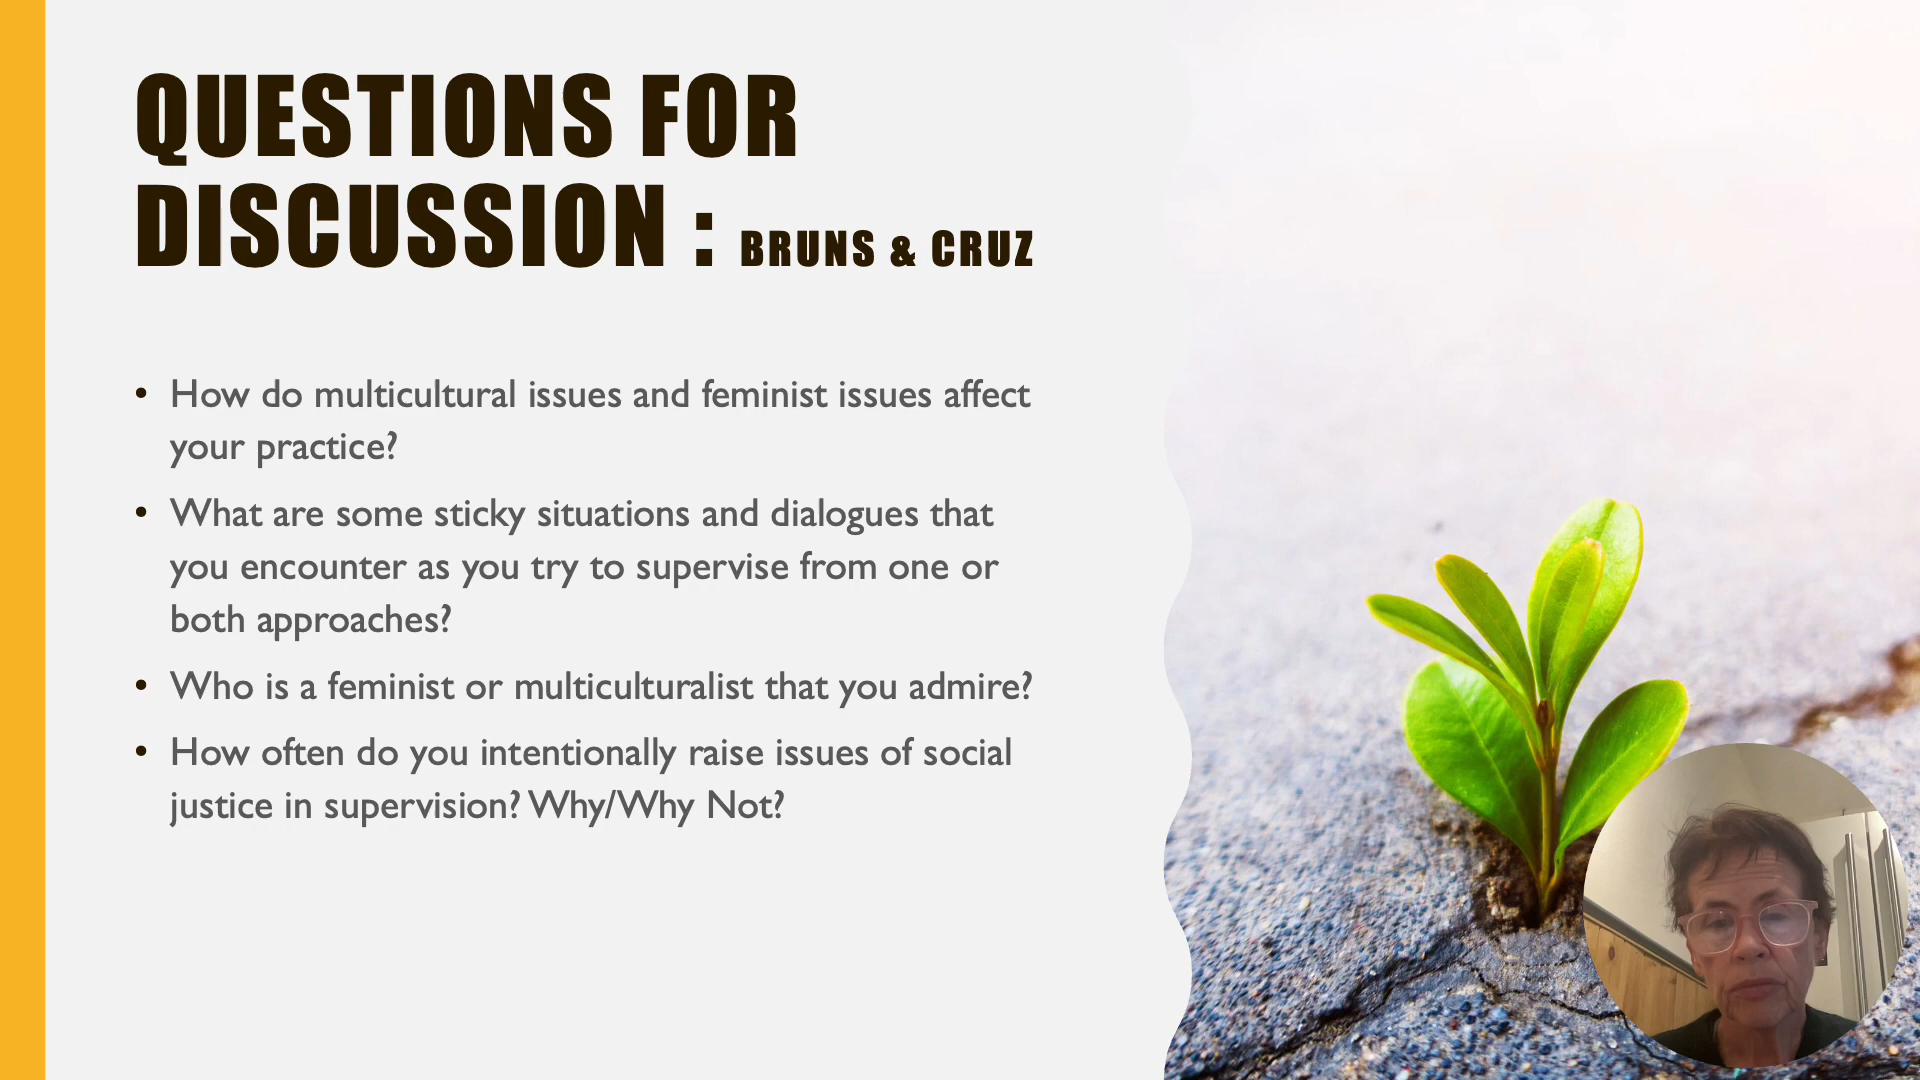 QUESTIONS FOR
DISCUSSION : BRUNS & CRUZ
• How do multicultural issues and feminist issues affect
your practice?
• What are some sticky situations and dialogues that
you encounter as you try to supervise from one or
both approaches?
• Who is a feminist or multiculturalist that you admire?
• How often do you intentionally raise issues of social
justice in supervision? Why/Why Not?